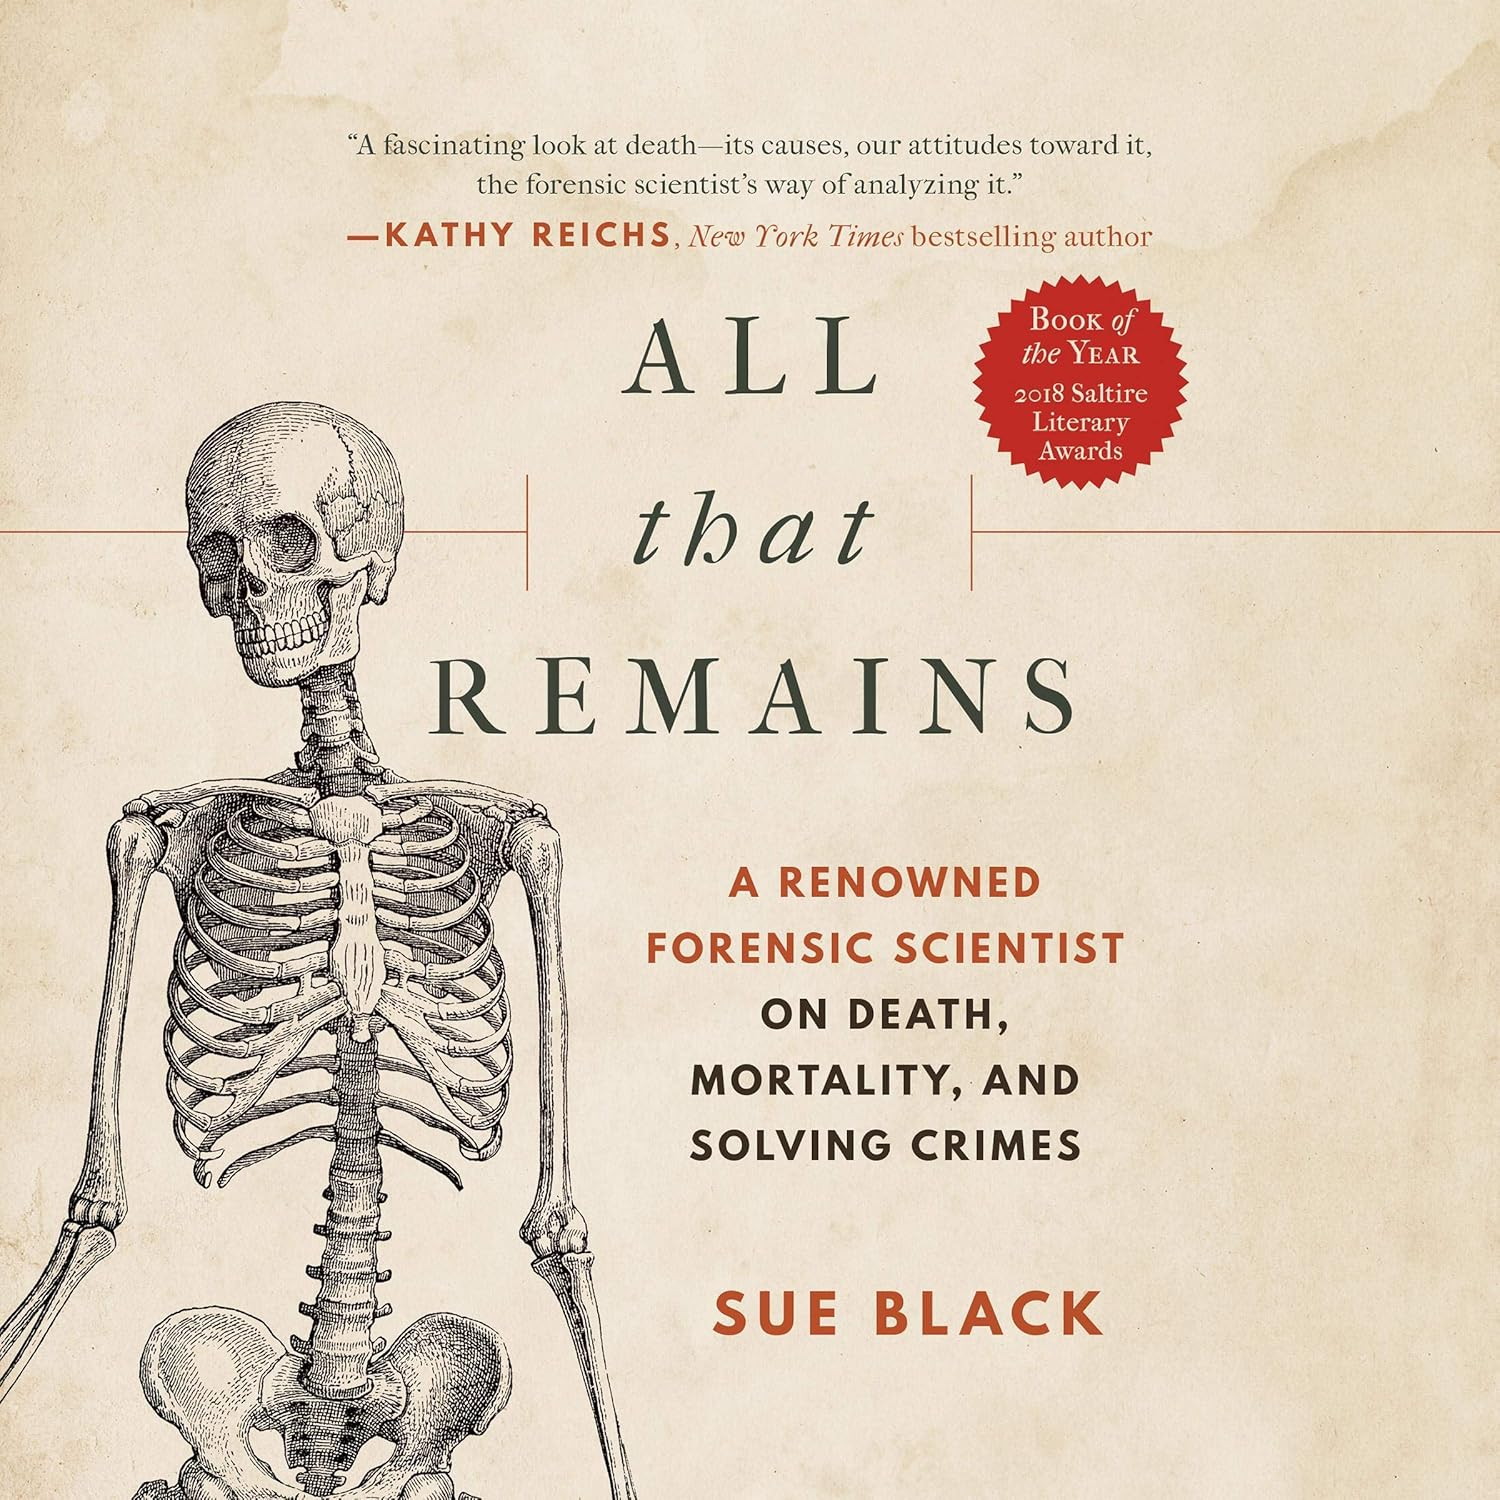 “A fascinating look at death—its causes, our attitudes toward it,
the forensic scientist’s way of analyzing it.”
—KATHY REICHS, New York Times bestselling author
ALL
that
REMAINS
Book of
the Year
2018 Saltire
Literary
Awards
A RENOWNED
FORENSIC SCIENTIST
ON DEATH,
MORTALITY, AND
SOLVING CRIMES
SUE BLACK